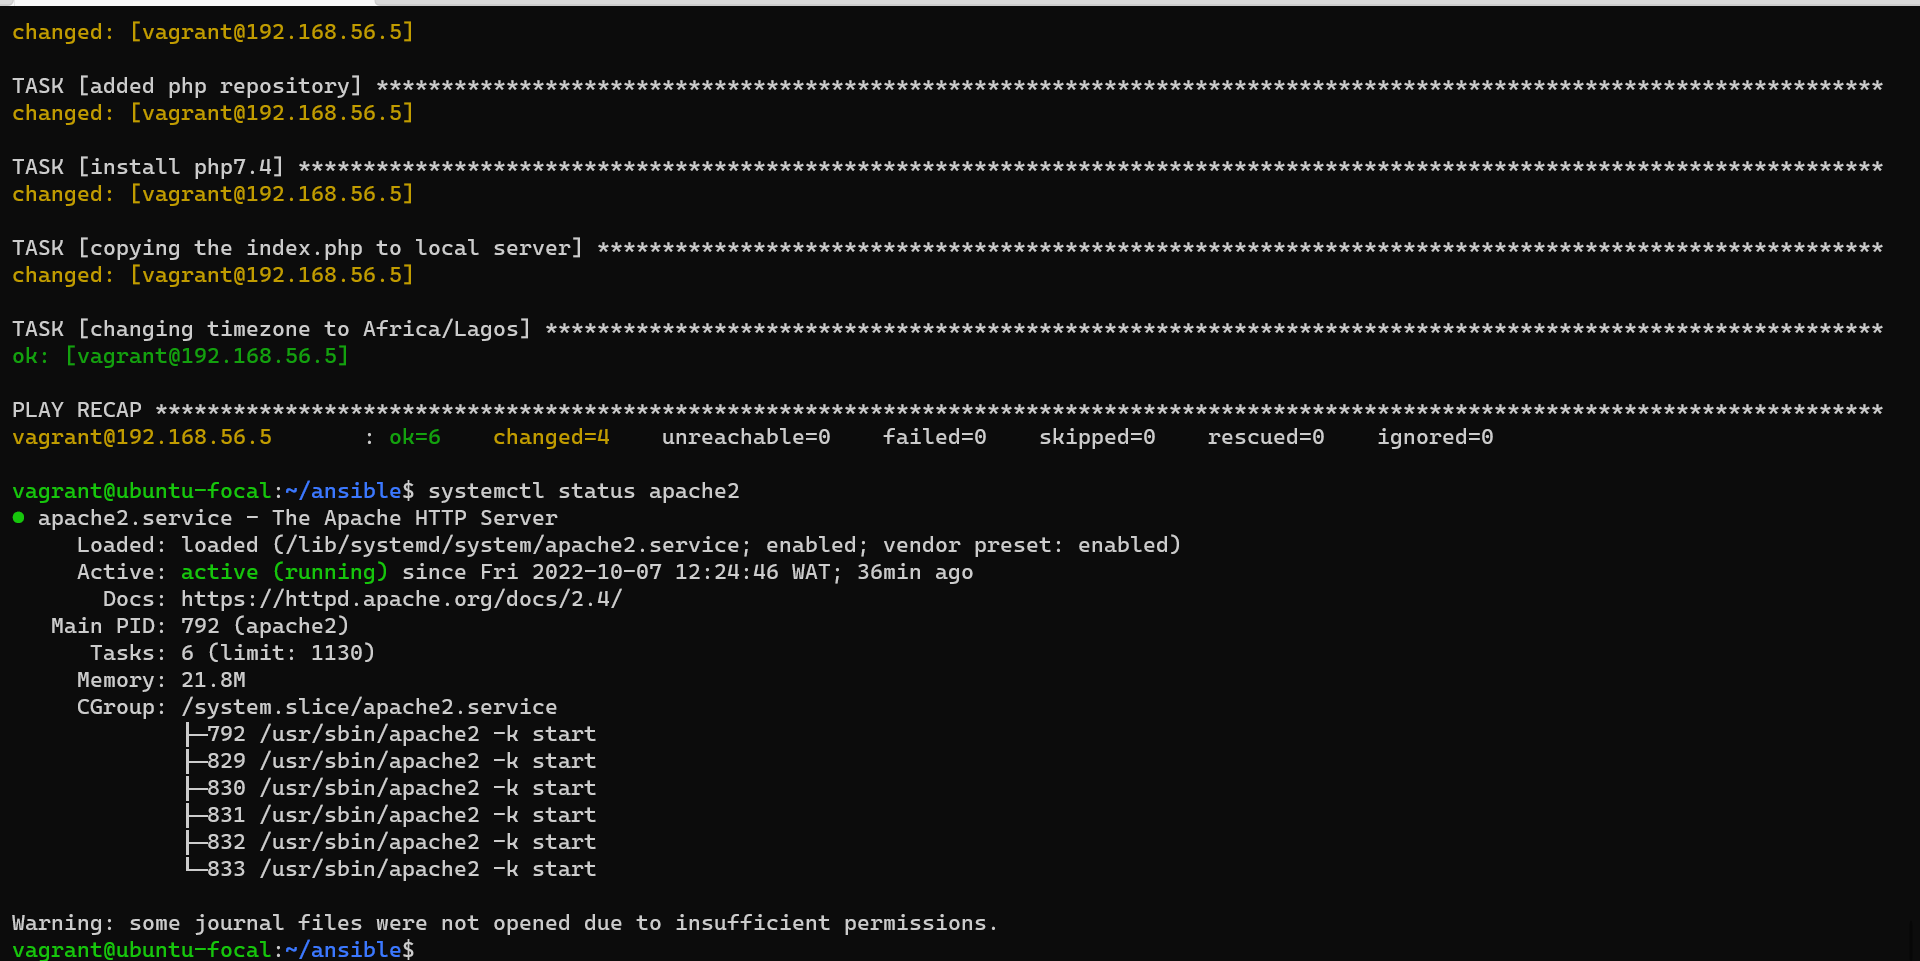 changed: [vagrant@192.168.56.5]
TASK [added php repository] ********************************************************************************************************************
changed: [vagrant@192.168.56.5]
TASK [install php7.4] **************************************************************************************************************************
changed: [vagrant@192.168.56.5]
TASK [copying the index.php to local server] ***************************************************************************************************
changed: [vagrant@192.168.56.5]
TASK [changing timezone to Africa/Lagos] *******************************************************************************************************
ok: [vagrant@192.168.56.5]
PLAY RECAP *************************************************************************************************************************************
vagrant@192.168.56.5       : ok=6    changed=4    unreachable=0    failed=0    skipped=0    rescued=0    ignored=0
vagrant@ubuntu-focal:~/ansible$ systemctl status apache2
● apache2.service - The Apache HTTP Server
     Loaded: loaded (/lib/systemd/system/apache2.service; enabled; vendor preset: enabled)
     Active: active (running) since Fri 2022-10-07 12:24:46 WAT; 36min ago
       Docs: https://httpd.apache.org/docs/2.4/
   Main PID: 792 (apache2)
      Tasks: 6 (limit: 1130)
     Memory: 21.8M
     CGroup: /system.slice/apache2.service
             ├─792 /usr/sbin/apache2 -k start
             ├─829 /usr/sbin/apache2 -k start
             ├─830 /usr/sbin/apache2 -k start
             ├─831 /usr/sbin/apache2 -k start
             ├─832 /usr/sbin/apache2 -k start
             └─833 /usr/sbin/apache2 -k start
Warning: some journal files were not opened due to insufficient permissions.
vagrant@ubuntu-focal:~/ansible$